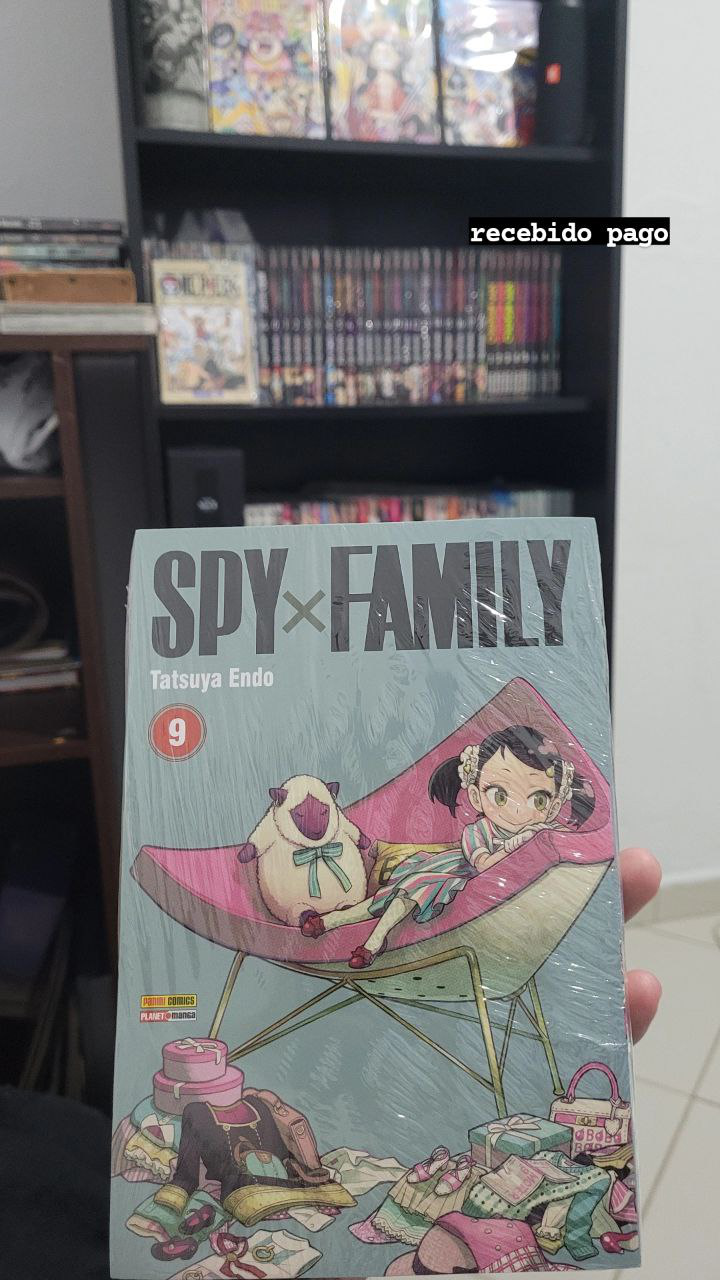 recebido pago
SPY×FAMILY
Tatsuya Endo
9
PANINI COMICS
PLANET MANGA